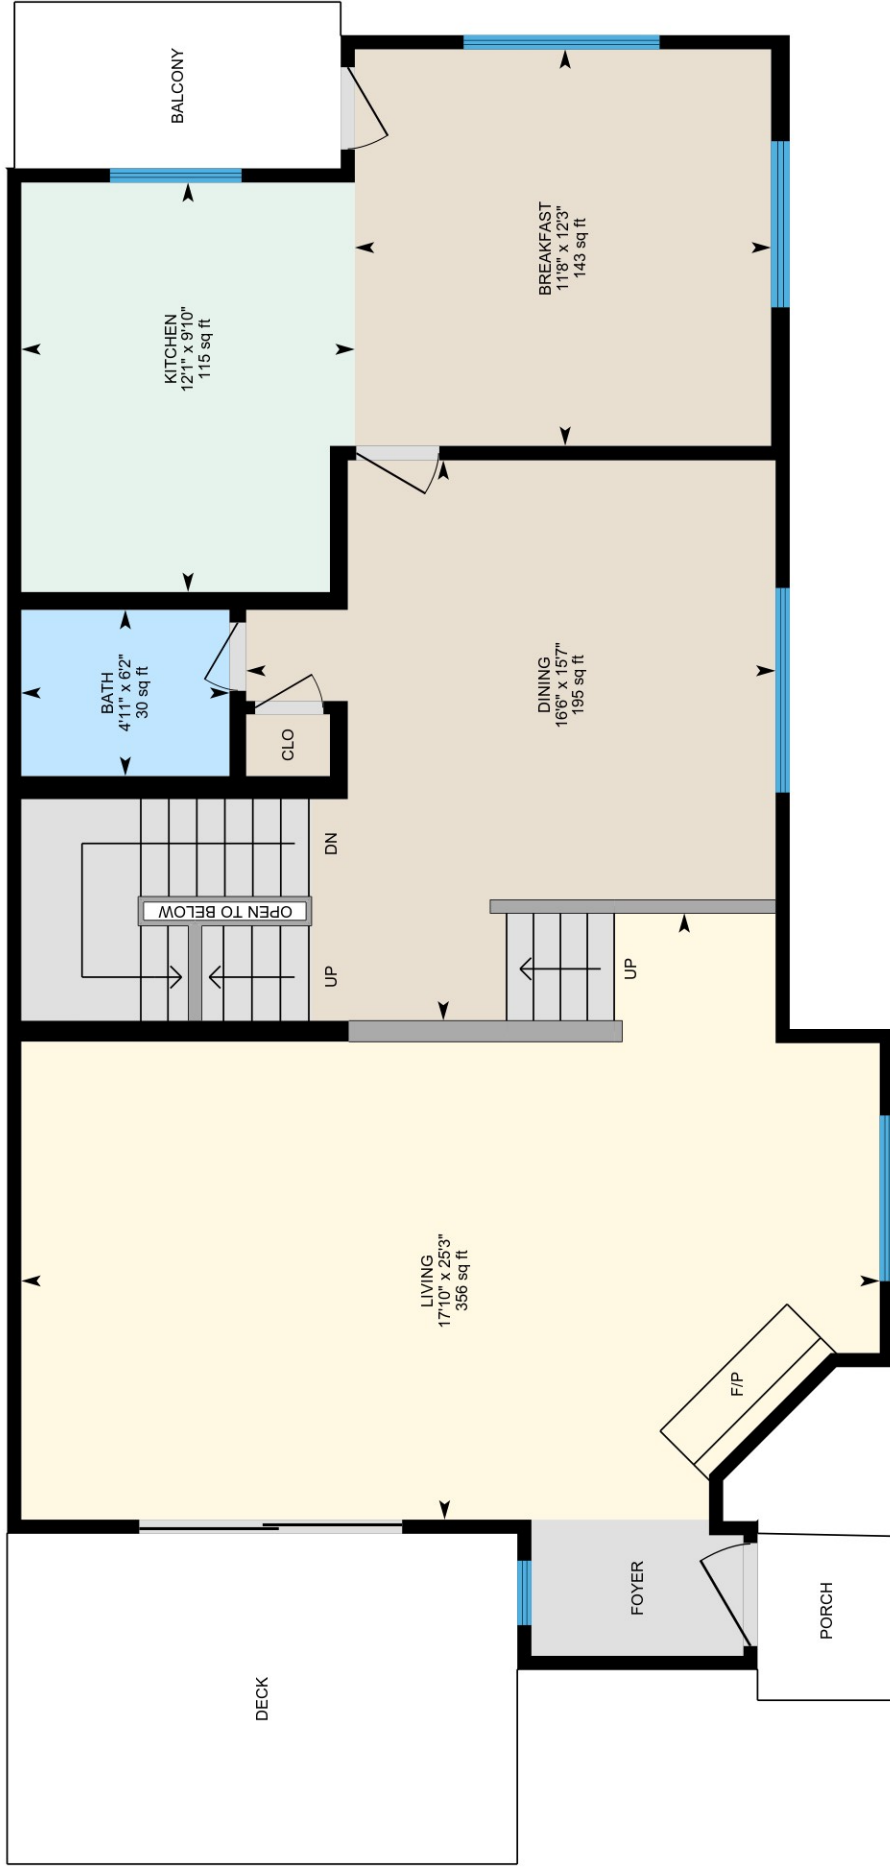 BALCONY
BREAKFAST
11'8" x 12'3"
143 sq ft
KITCHEN
12'1" x 9'10"
115 sq ft
BATH
4'11" x 6'2"
30 sq ft
DINING
16'6" x 15'7"
195 sq ft
CLO
DN
OPEN TO BELOW
UP
UP
LIVING
17'10" x 25'3"
356 sq ft
F/P
FOYER
PORCH
DECK